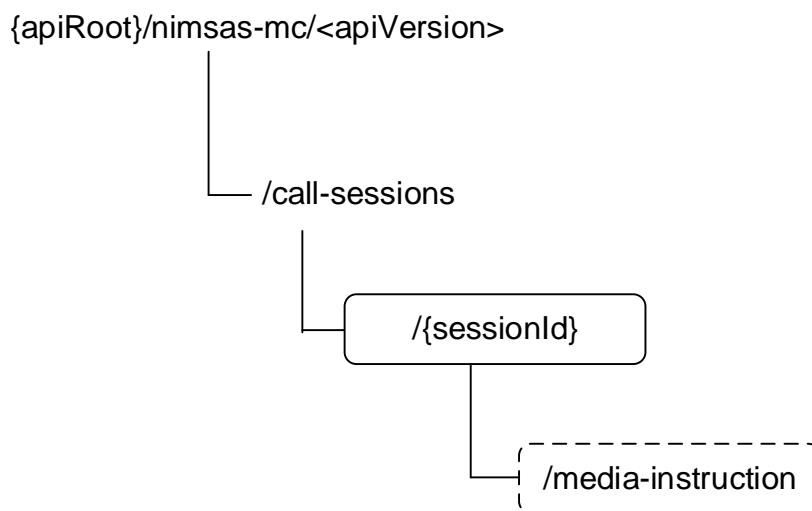 {apiRoot}/nimsas-mc/<apiVersion>
/call-sessions
/{sessionId}
/media-instruction